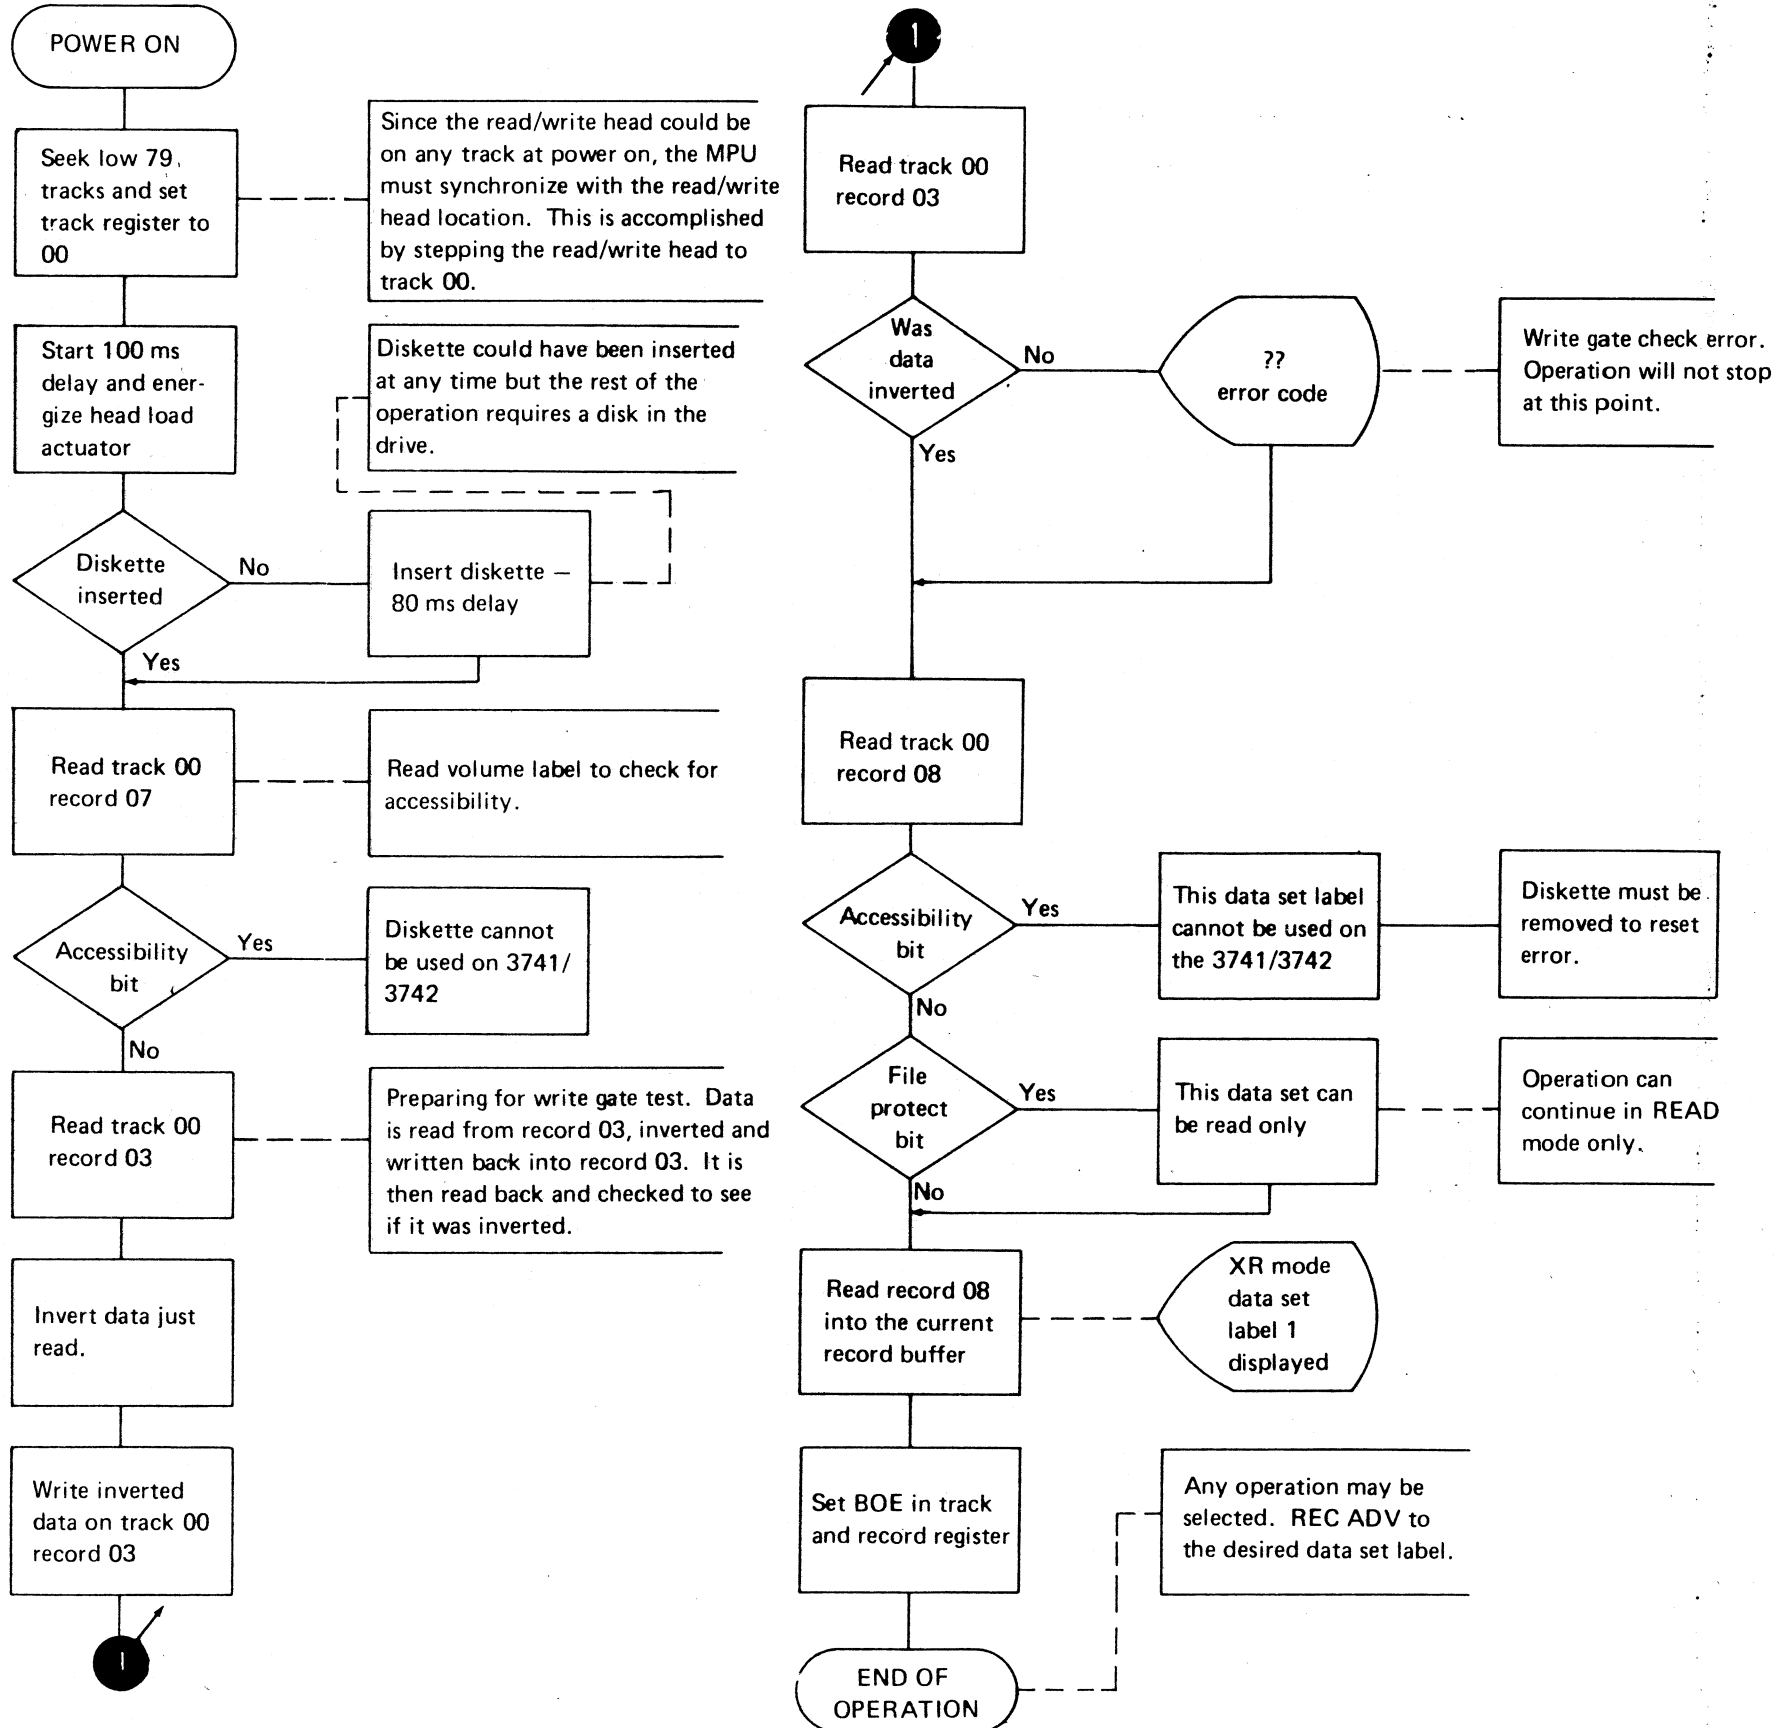 POWER ON
Seek low 79
tracks and set
track register to
00
Since the read/write head could be
on any track at power on, the MPU
must synchronize with the read/write
head location. This is accomplished
by stepping the read/write head to
track 00.
Start 100 ms
delay and ener-
gize head load
actuator
Diskette could have been inserted
at any time but the rest of the
operation requires a disk in the
drive.
Diskette
inserted
No
Insert diskette —
80 ms delay
Yes
Read track 00
record 07
Read volume label to check for
accessibility.
Accessibility
bit
Yes
Diskette cannot
be used on 3741/
3742
No
Read track 00
record 03
Preparing for write gate test. Data
is read from record 03, inverted and
written back into record 03. It is
then read back and checked to see
if it was inverted.
Invert data just
read.
Write inverted
data on track 00
record 03
1
1
Read track 00
record 03
Was
data
inverted
No
??
error code
Write gate check error.
Operation will not stop
at this point.
Yes
Read track 00
record 08
Accessibility
bit
Yes
This data set label
cannot be used on
the 3741/3742
Diskette must be
removed to reset
error.
No
File
protect
bit
Yes
This data set can
be read only
Operation can
continue in READ
mode only.
No
Read record 08
into the current
record buffer
XR mode
data set
label 1
displayed
Set BOE in track
and record register
Any operation may be
selected. REC ADV to
the desired data set label.
END OF
OPERATION